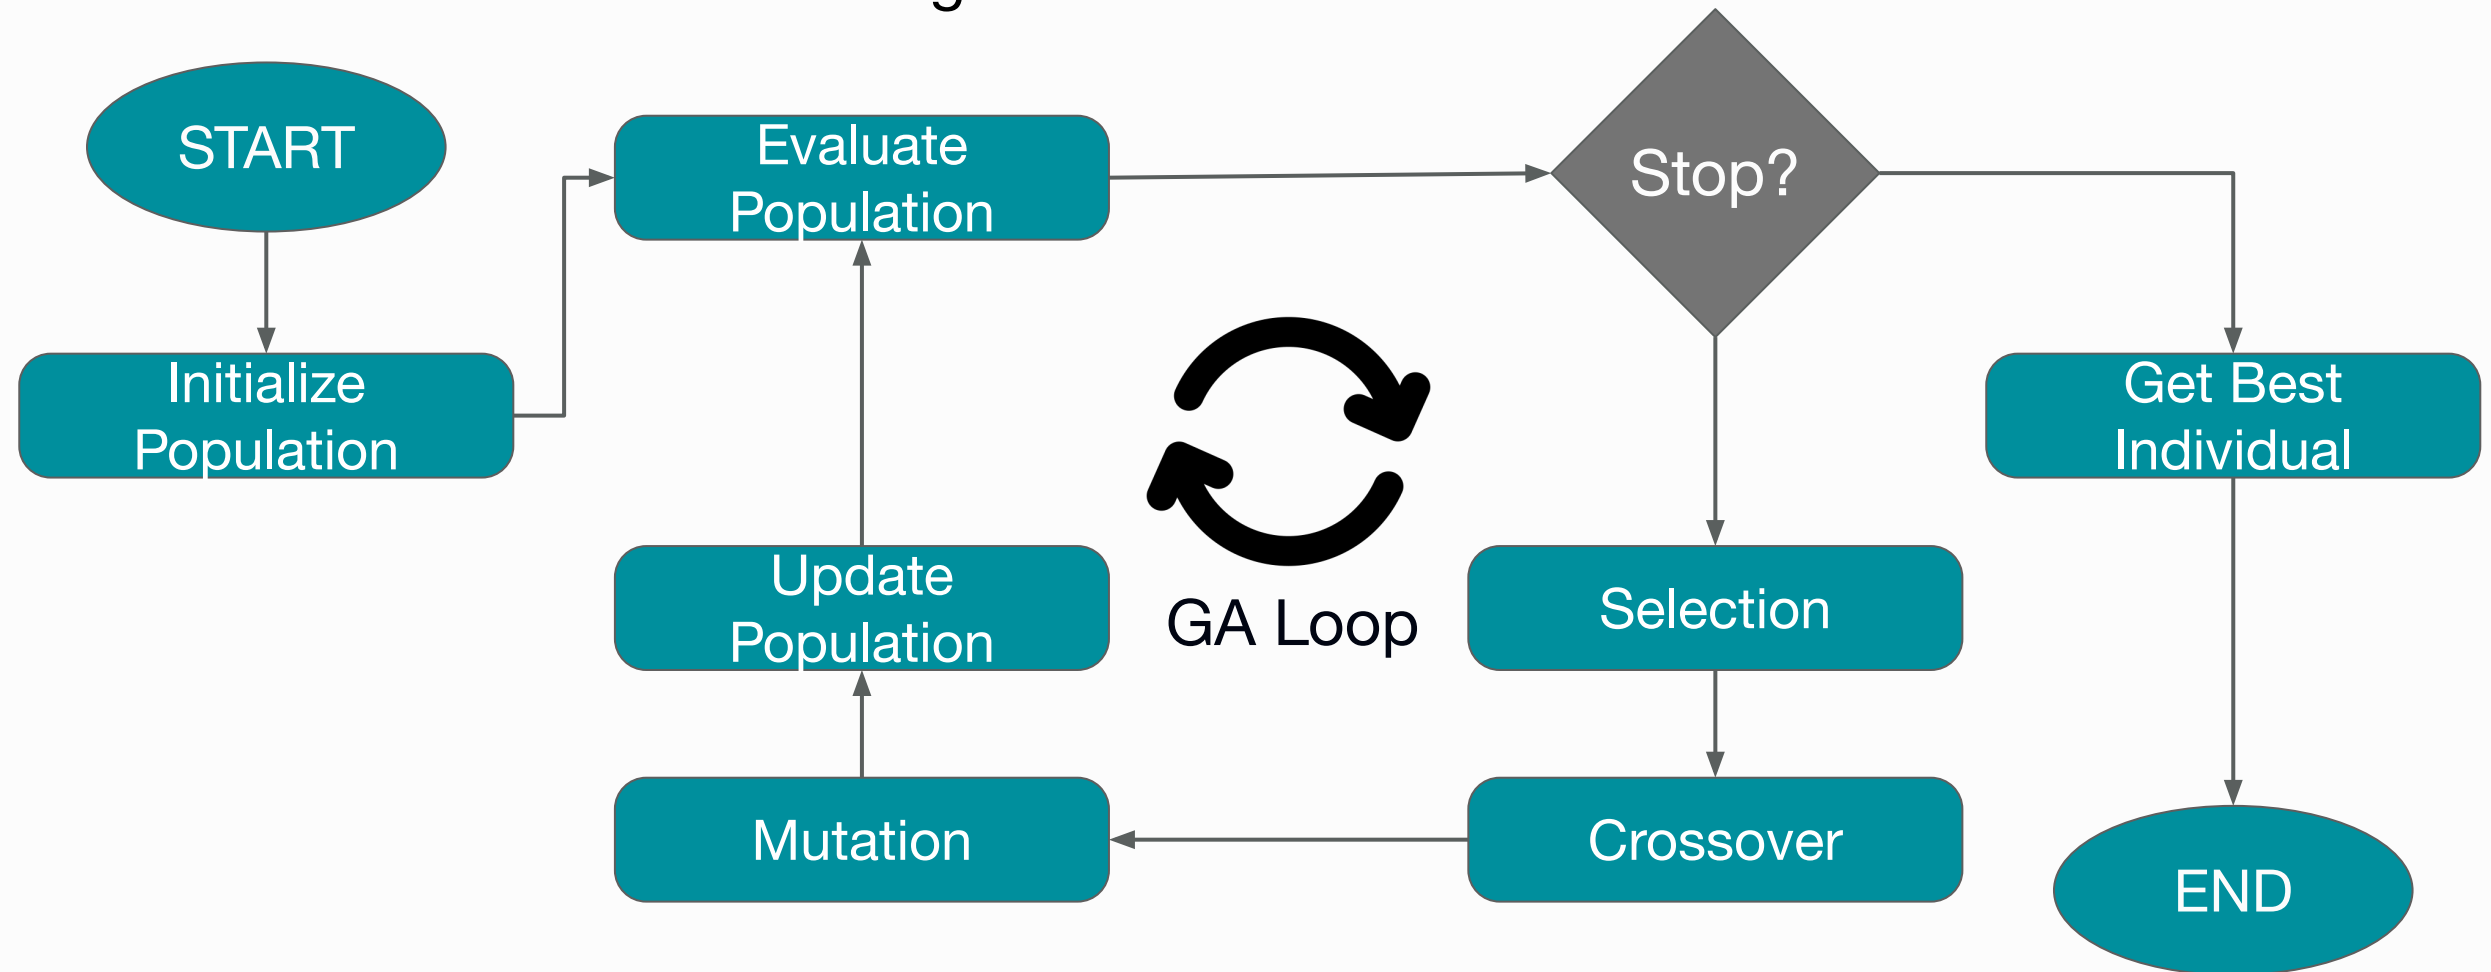 START
Initialize
Population
Evaluate
Population
Stop?
Get Best
Individual
Update
Population
GA Loop
Selection
Mutation
Crossover
END